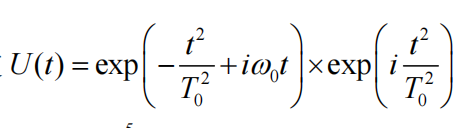 U(t) = exp(-t²/T₀² + iω₀t) × exp(i t²/T₀²)